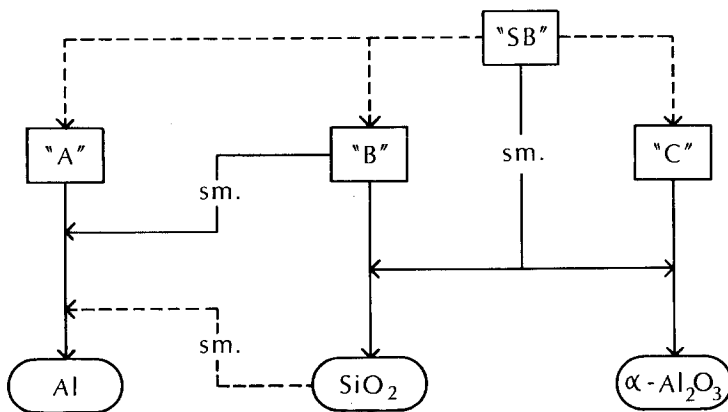 "SB"
"A"
"B"
"C"
sm.
sm.
sm.
Al
SiO₂
α-Al₂O₃